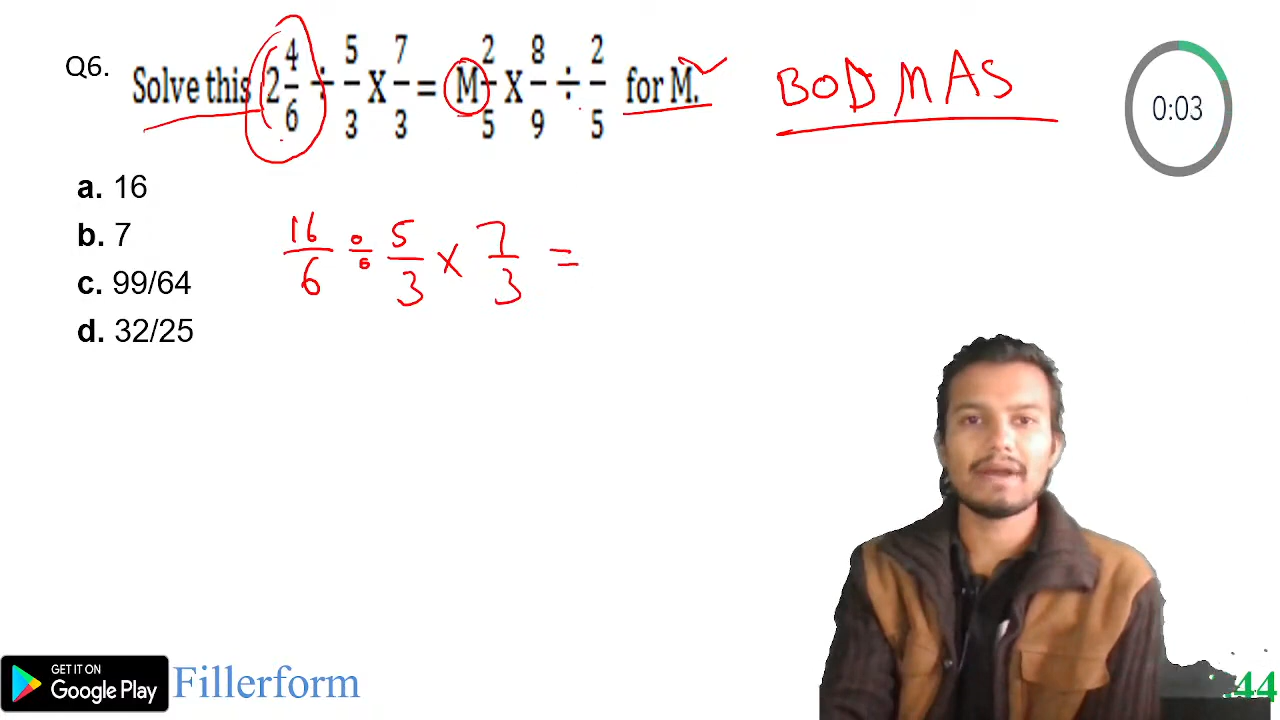 Q6. Solve this 2 4/6 ÷ 5/3 X 7/3 = M 2/5 X 8/9 ÷ 2/5 for M.
BODMAS
0:03
a. 16
b. 7
c. 99/64
d. 32/25
16/6 ÷ 5/3 × 7/3 =
GET IT ON
Google Play
Fillerform
44